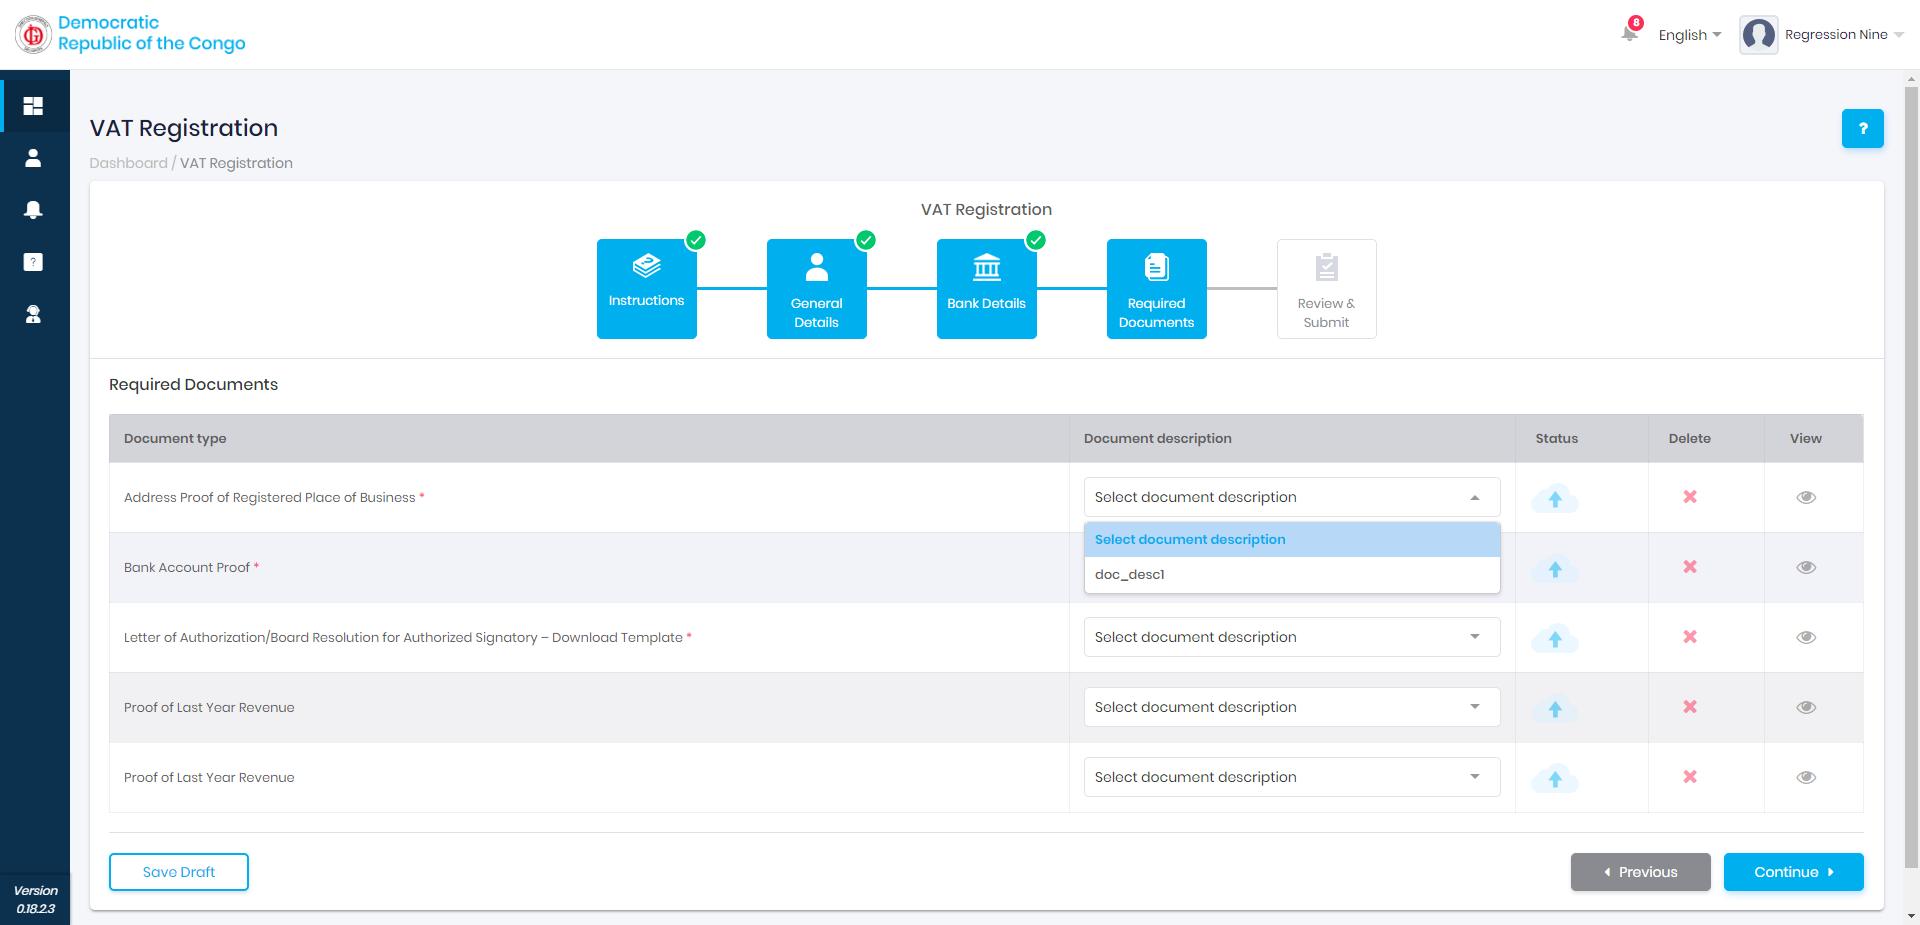 Democratic
Republic of the Congo
8
English
Regression Nine
VAT Registration
?
Dashboard / VAT Registration
VAT Registration
Instructions
General
Details
Bank Details
Required
Documents
Review &
Submit
Required Documents
Document type
Document description
Status
Delete
View
Address Proof of Registered Place of Business *
Select document description
Select document description
doc_desc1
Bank Account Proof *
Letter of Authorization/Board Resolution for Authorized Signatory – Download Template *
Select document description
Proof of Last Year Revenue
Select document description
Proof of Last Year Revenue
Select document description
Save Draft
Previous
Continue
Version
0.18.2.3